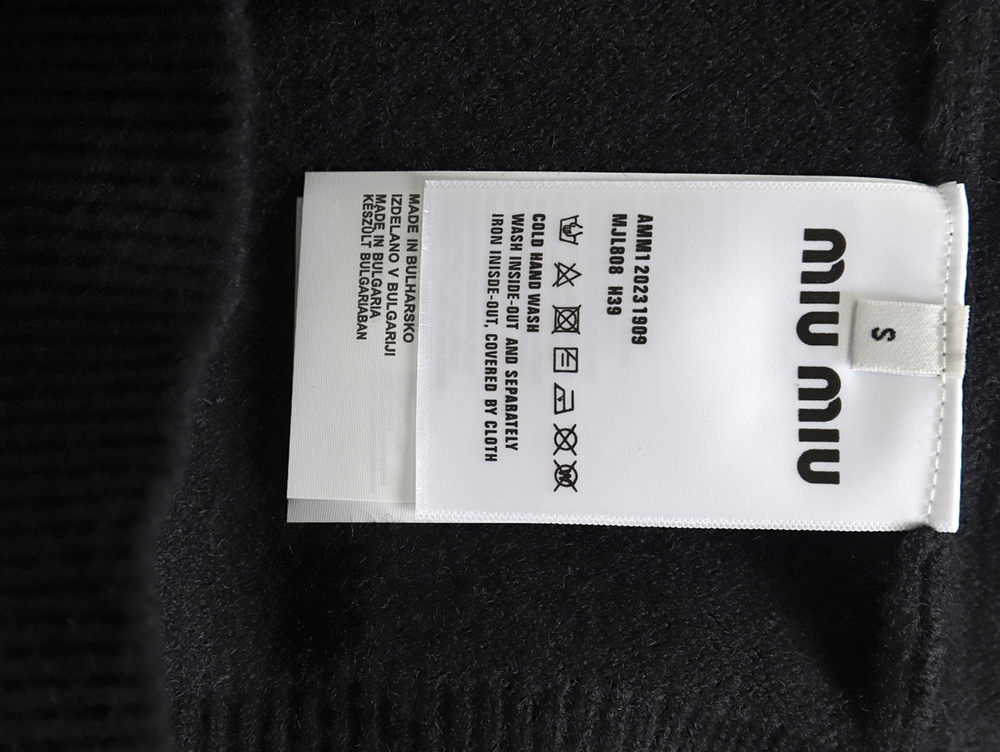 MIU MIU
S
AMM1 20231909
MJL808 H39
COLD HAND WASH
WASH INSIDE-OUT AND SEPARATELY
IRON INISDE-OUT, COVERED BY CLOTH
MADE IN BULHARSKO
IZDELANO V BULGARIJI
MADE IN BULGARIA
KÉSZÜLT BULGÁRIÁBAN